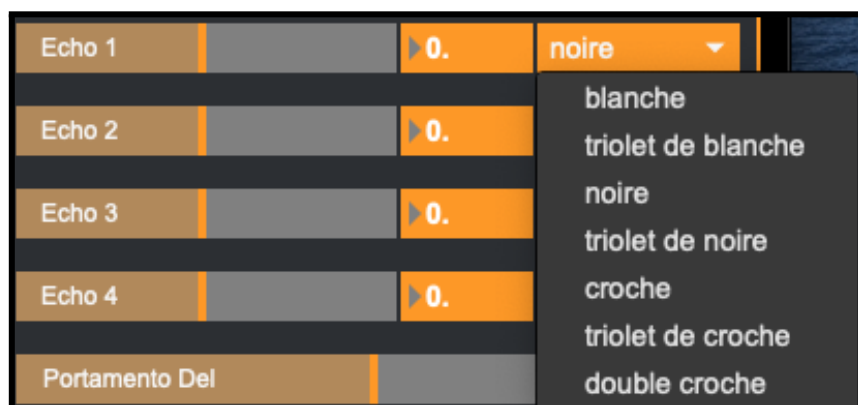 Echo 1 0. noire
blanche
Echo 2 0.
triolet de blanche
noire
Echo 3 0.
triolet de noire
Echo 4 0.
croche
triolet de croche
Portamento Del
double croche